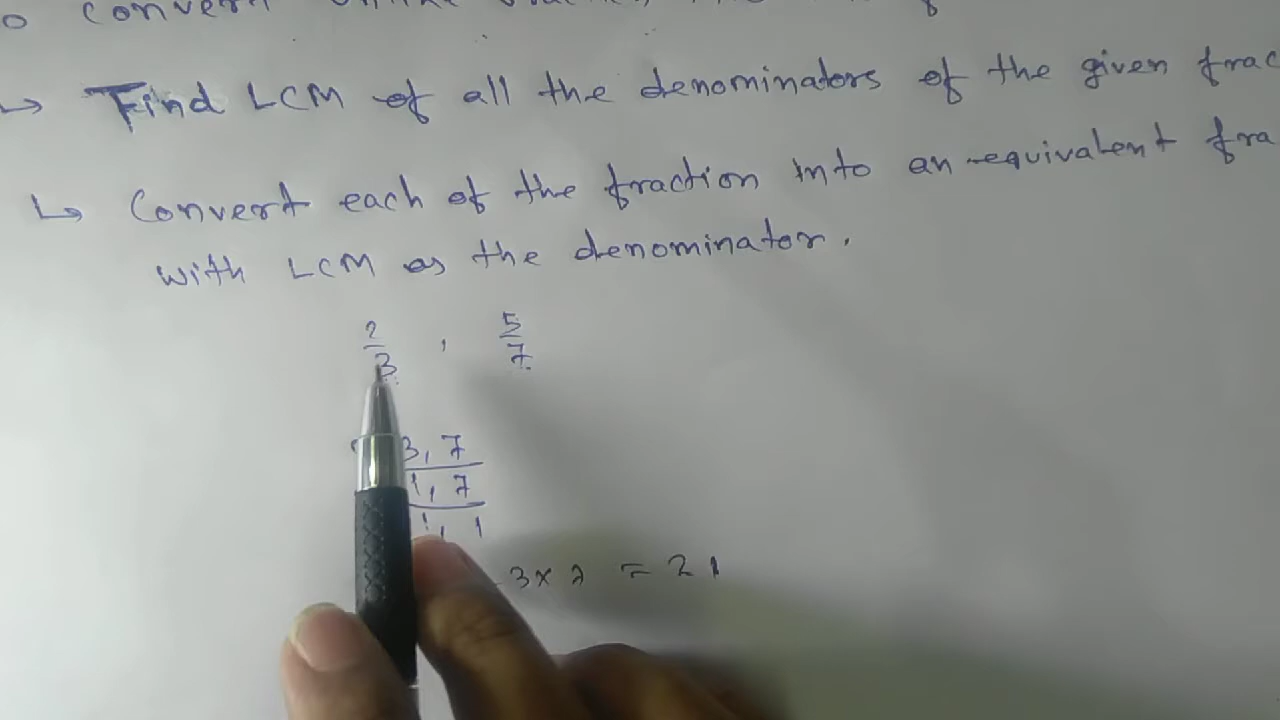 o convert
↳ Find LCM of all the denominators of the given frac
↳ Convert each of the fraction into an equivalent fra
with LCM as the denominator.
2/3 , 5/7
3, 7
1, 7
1, 1
3 × 7 = 21